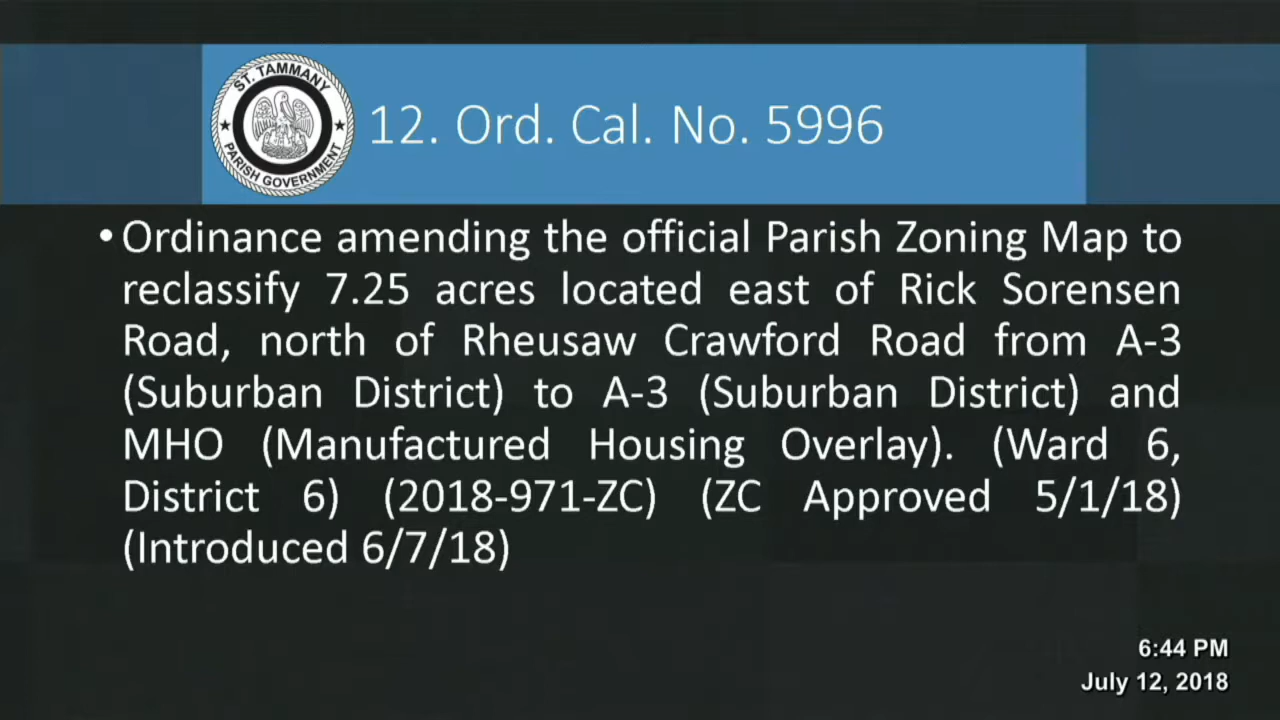 ST. TAMMANY
PARISH GOVERNMENT
12. Ord. Cal. No. 5996
• Ordinance amending the official Parish Zoning Map to
reclassify 7.25 acres located east of Rick Sorensen
Road, north of Rheusaw Crawford Road from A-3
(Suburban District) to A-3 (Suburban District) and
MHO (Manufactured Housing Overlay). (Ward 6,
District 6) (2018-971-ZC) (ZC Approved 5/1/18)
(Introduced 6/7/18)
6:44 PM
July 12, 2018